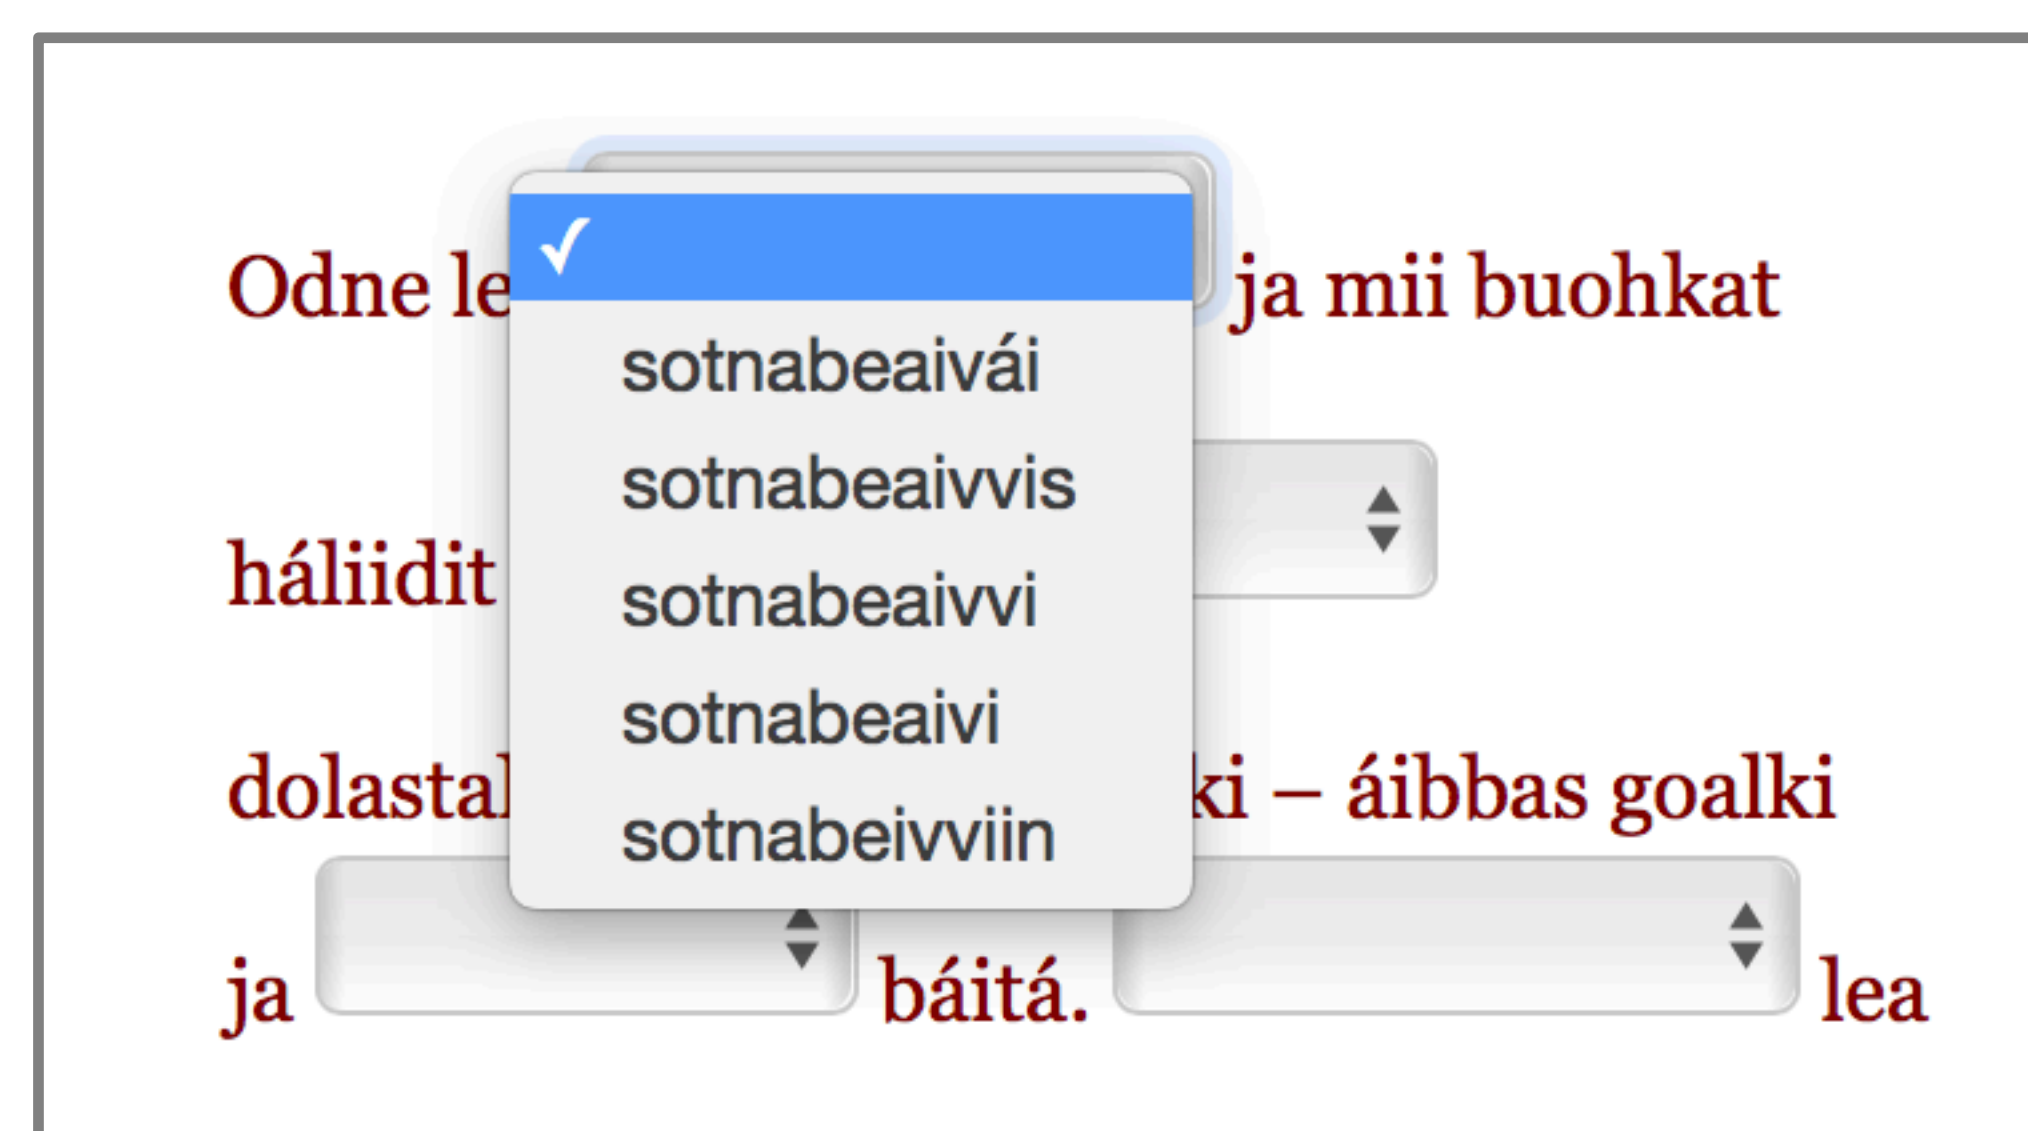 Odne le ja mii buohkat
sotnabeaivái
sotnabeaivvis
háliidit
sotnabeaivvi
sotnabeaivi
dolastal ki – áibbas goalki
sotnabeivviin
ja báitá. lea